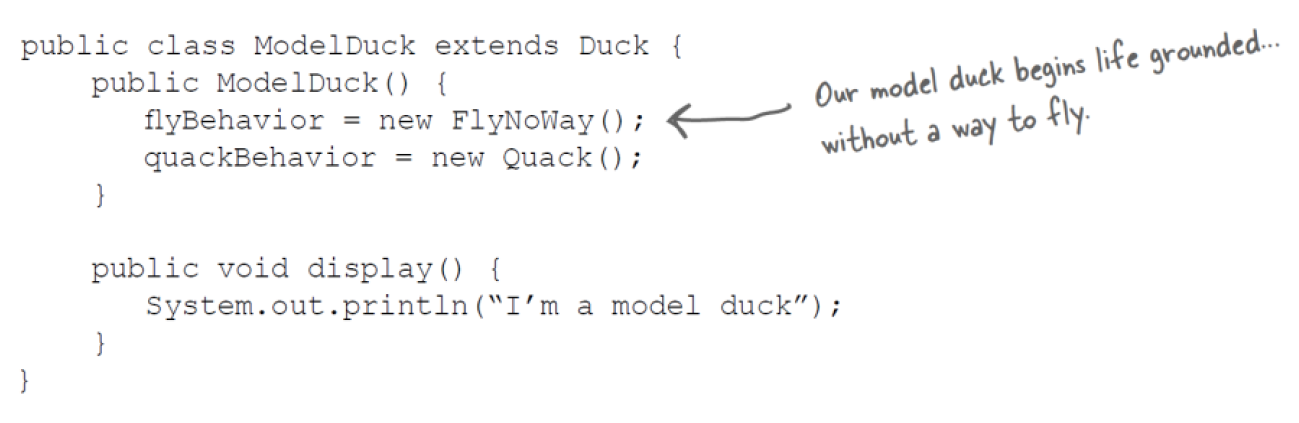 public class ModelDuck extends Duck {
public ModelDuck() {
flyBehavior = new FlyNoWay();
quackBehavior = new Quack();
}
public void display() {
System.out.println(“I’m a model duck”);
}
}
Our model duck begins life grounded...
without a way to fly.